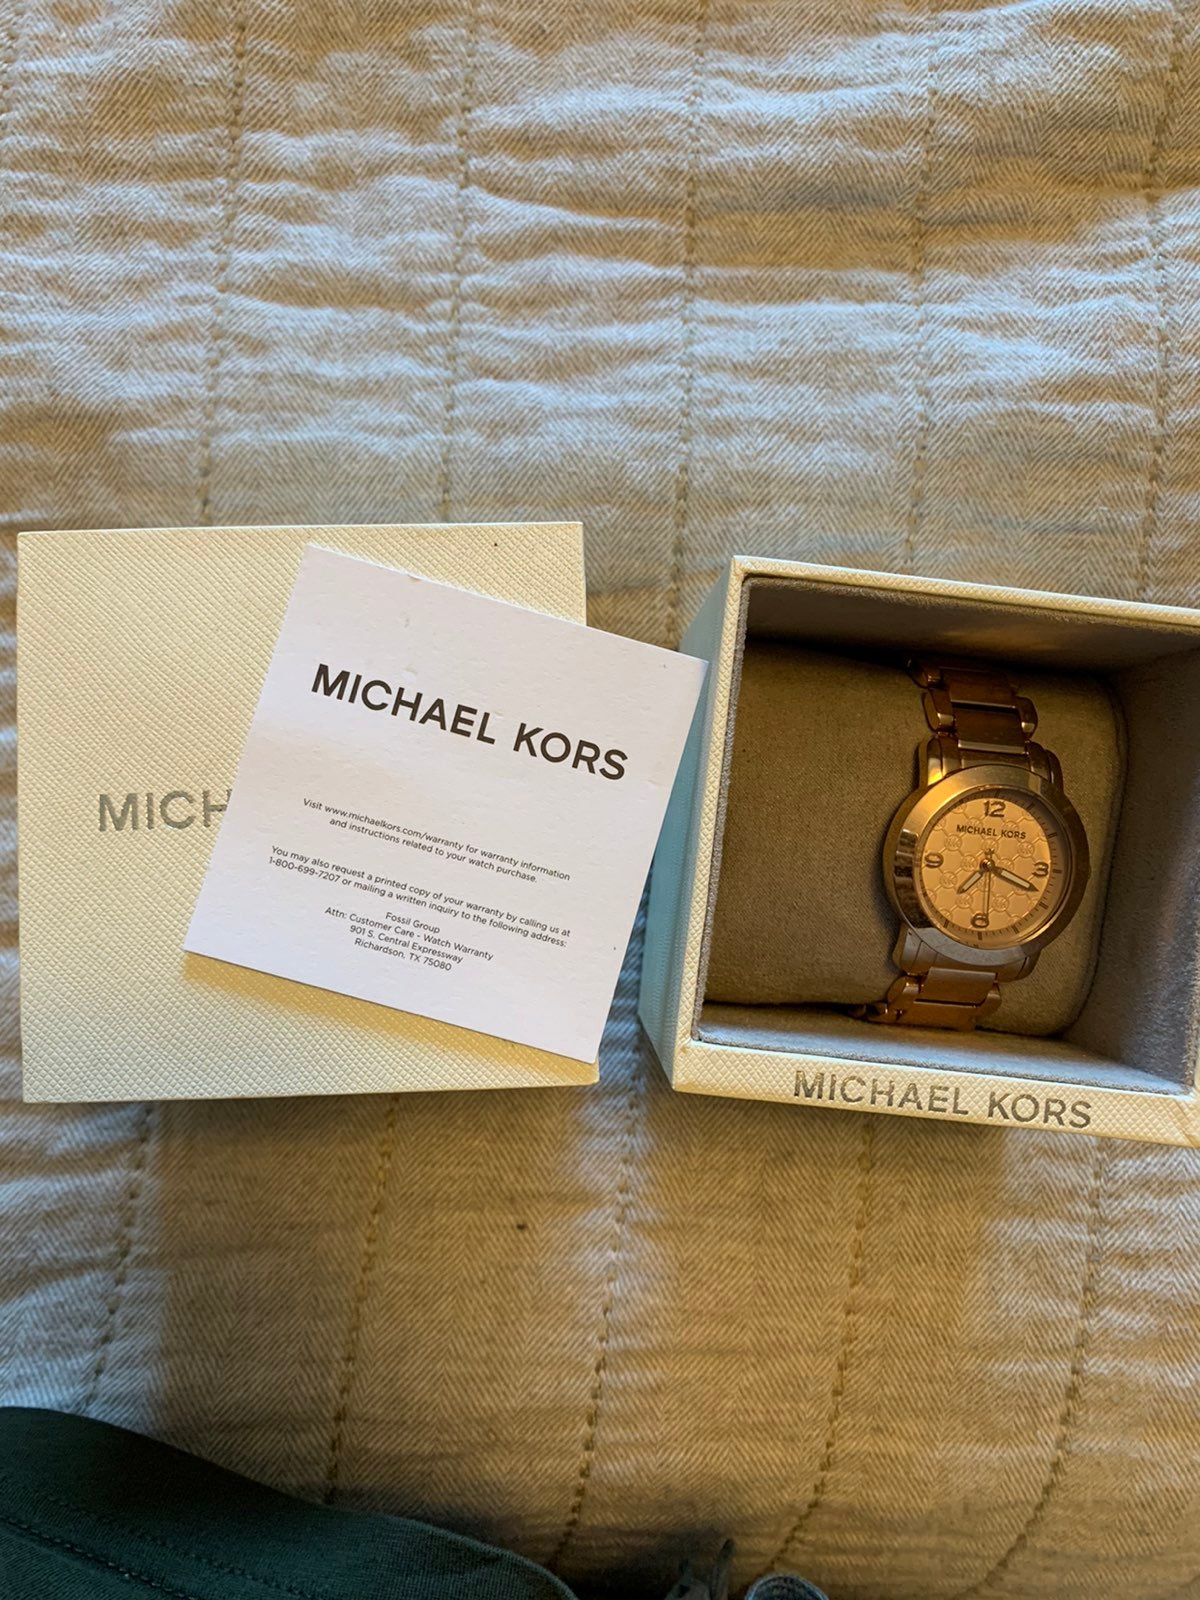 MICH
MICHAEL KORS
Visit www.michaelkors.com/warranty for warranty information
and instructions related to your watch purchase.
You may also request a printed copy of your warranty by calling us at
1-800-699-7207 or mailing a written inquiry to the following address:
Fossil Group
Attn: Customer Care - Watch Warranty
901 S. Central Expressway
Richardson, TX 75080
12
MICHAEL KORS
9
3
6
MICHAEL KORS